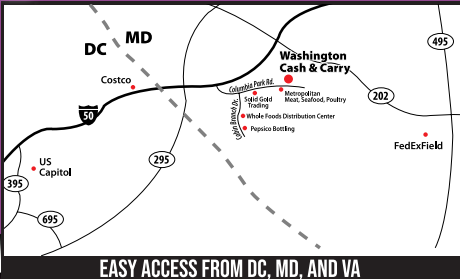 DC
MD
495
Washington
Cash & Carry
Costco
Columbia Park Rd.
202
Solid Gold
Trading
Metropolitan
Meat, Seafood, Poultry
50
Cabin Branch Dr.
Whole Foods Distribution Center
Pepsico Bottling
FedExField
295
US
Capitol
395
695
EASY ACCESS FROM DC, MD, AND VA